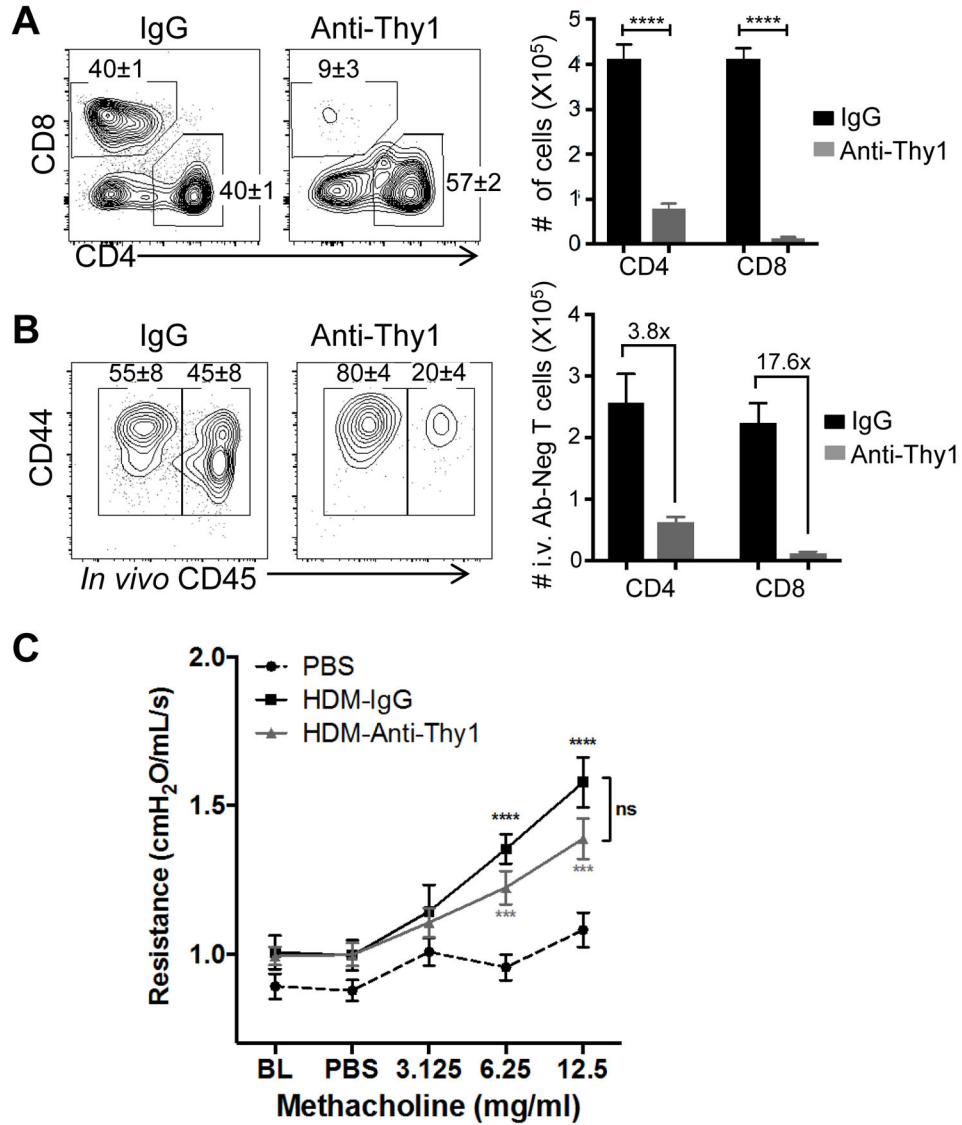 A
IgG
Anti-Thy1
40±1
9±3
40±1
57±2
CD8
CD4
# of cells (X10⁵)
5
4
3
2
1
0
****
****
CD4
CD8
IgG
Anti-Thy1
B
IgG
Anti-Thy1
55±8
45±8
80±4
20±4
CD44
In vivo CD45
# i.v. Ab-Neg T cells (X10⁵)
4
3
2
1
0
3.8x
17.6x
CD4
CD8
IgG
Anti-Thy1
C
PBS
HDM-IgG
HDM-Anti-Thy1
Resistance (cmH₂O/mL/s)
2.0
1.5
1.0
****
****
***
***
ns
BL
PBS
3.125
6.25
12.5
Methacholine (mg/ml)